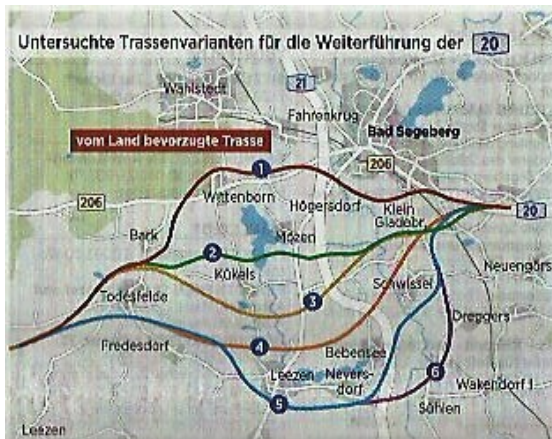 Untersuchte Trassenvarianten für die Weiterführung der 20
21
Wahlstedt
Fahrenkrug
Bad Segeberg
vom Land bevorzugte Trasse
206
1
206
Wittenborn
Högersdorf
Klein
Gladebr.
20
Bark
Mözen
2
Neuengörs
Kükels
Schwissel
Todesfelde
3
Dreggers
Fredesdorf
4
Bebensee
Leezen
Nevers-
dorf
6
Wakendorf I
5
Söhlen
Leezen